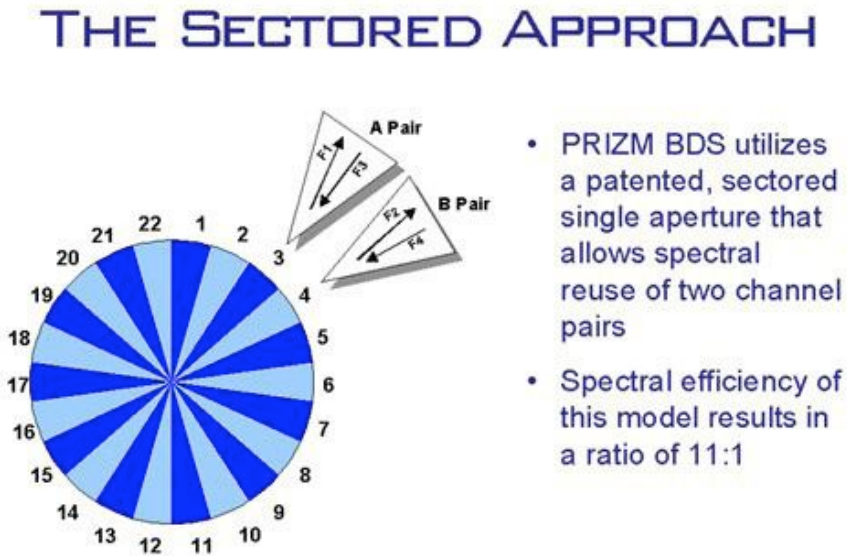 THE SECTORED APPROACH
A Pair
F1
F3
B Pair
F2
F4
22
1
2
3
4
5
6
7
8
9
10
11
12
13
14
15
16
17
18
19
20
21
• PRIZM BDS utilizes
a patented, sectored
single aperture that
allows spectral
reuse of two channel
pairs
• Spectral efficiency of
this model results in
a ratio of 11:1